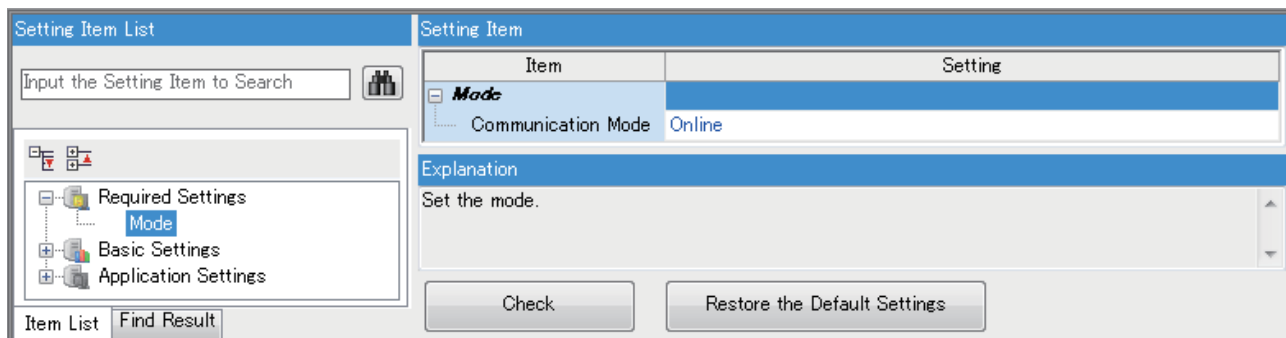 Setting Item List
Input the Setting Item to Search
Required Settings
Mode
Basic Settings
Application Settings
Item List
Find Result
Setting Item
Item
Setting
Mode
Communication Mode
Online
Explanation
Set the mode.
Check
Restore the Default Settings